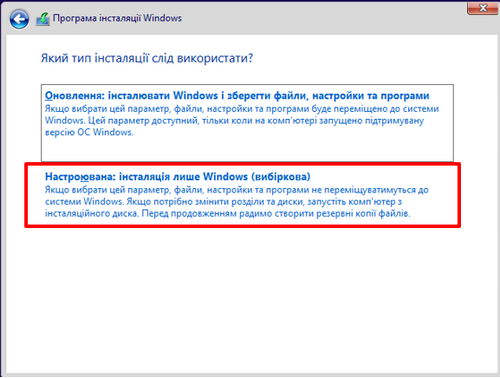 Програма інсталяції Windows
Який тип інсталяції слід використати?
Оновлення: інсталювати Windows і зберегти файли, настройки та програми
Якщо вибрати цей параметр, файли, настройки та програми буде переміщено до системи
Windows. Цей параметр доступний, тільки коли на комп'ютері запущено підтримувану
версію ОС Windows.
Настроювана: інсталяція лише Windows (вибіркова)
Якщо вибрати цей параметр, файли, настройки та програми не переміщуватимуться до
системи Windows. Якщо потрібно змінити розділи та диски, запустіть комп'ютер з
інсталяційного диска. Перед продовженням радимо створити резервні копії файлів.